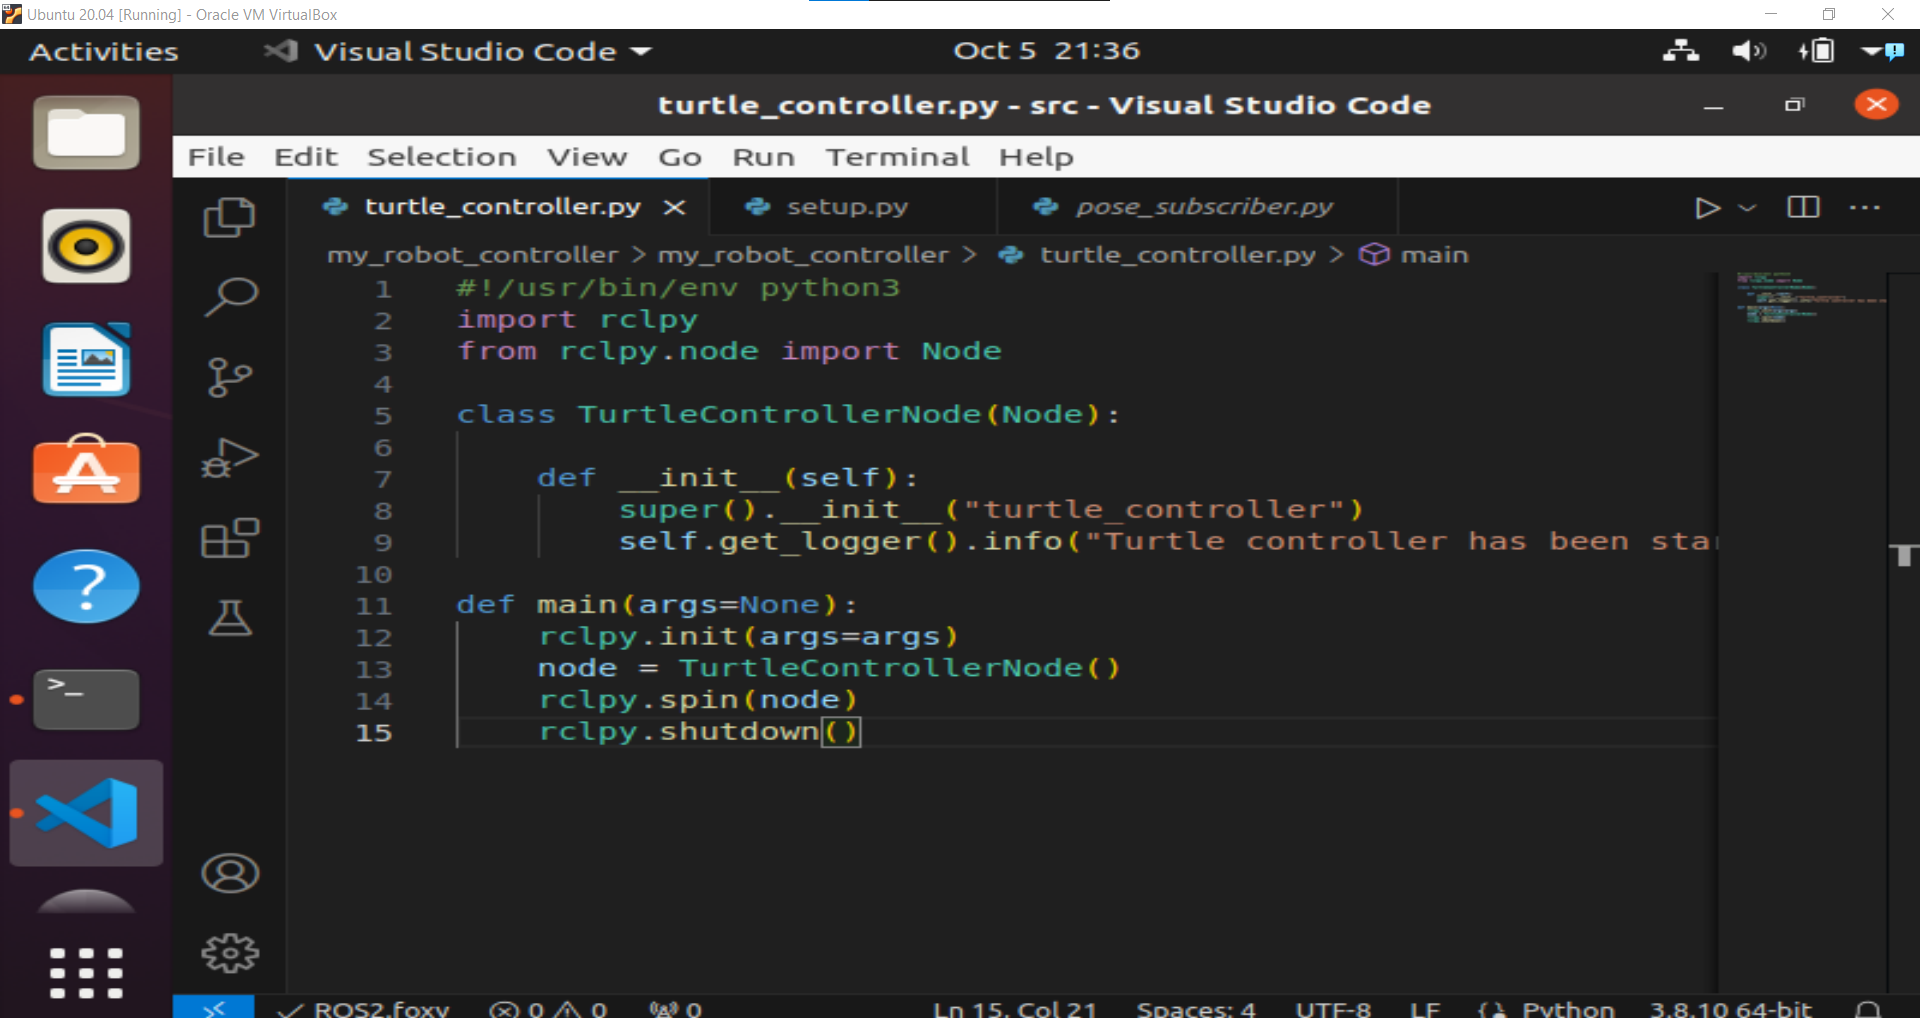 Ubuntu 20.04 [Running] - Oracle VM VirtualBox
Activities Visual Studio Code Oct 5 21:36
turtle_controller.py - src - Visual Studio Code
File Edit Selection View Go Run Terminal Help
turtle_controller.py setup.py pose_subscriber.py
my_robot_controller > my_robot_controller > turtle_controller.py > main
1 #!/usr/bin/env python3
2 import rclpy
3 from rclpy.node import Node
4
5 class TurtleControllerNode(Node):
6
7 def __init__(self):
8 super().__init__("turtle_controller")
9 self.get_logger().info("Turtle controller has been sta
10
11 def main(args=None):
12 rclpy.init(args=args)
13 node = TurtleControllerNode()
14 rclpy.spin(node)
15 rclpy.shutdown()
ROS2.foxy 0 0 0 Ln 15, Col 21 Spaces: 4 UTF-8 LF Python 3.8.10 64-bit